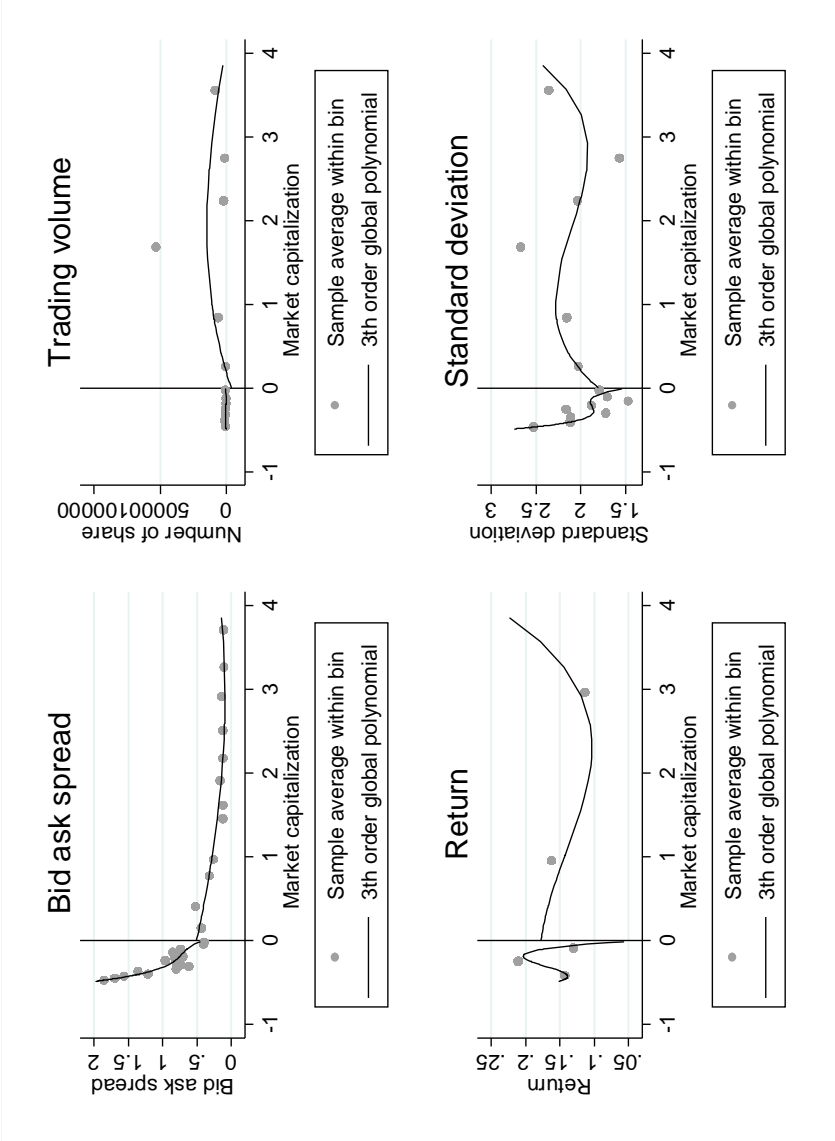 Bid ask spread
Bid ask spread
0 .5 1 1.5 2
-1 0 1 2 3 4
Market capitalization
Sample average within bin
3th order global polynomial
Trading volume
Number of share
0 50000 100000
-1 0 1 2 3 4
Market capitalization
Sample average within bin
3th order global polynomial
Return
Return
.05 .1 .15 .2 .25
-1 0 1 2 3 4
Market capitalization
Sample average within bin
3th order global polynomial
Standard deviation
Standard deviation
1.5 2 2.5 3
-1 0 1 2 3 4
Market capitalization
Sample average within bin
3th order global polynomial